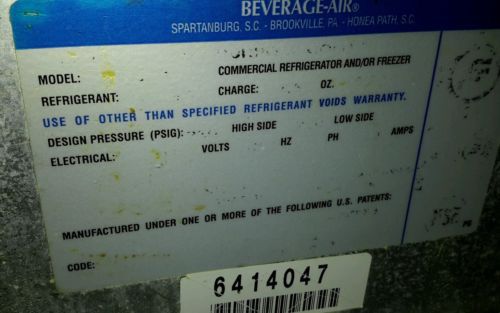 BEVERAGE-AIR®
SPARTANBURG, S.C. - BROOKVILLE, PA - HONEA PATH, S.C.
MODEL: COMMERCIAL REFRIGERATOR AND/OR FREEZER
REFRIGERANT: CHARGE: OZ.
USE OF OTHER THAN SPECIFIED REFRIGERANT VOIDS WARRANTY.
DESIGN PRESSURE (PSIG): HIGH SIDE LOW SIDE
ELECTRICAL: VOLTS HZ PH AMPS
MANUFACTURED UNDER ONE OR MORE OF THE FOLLOWING U.S. PATENTS:
CODE:
6414047